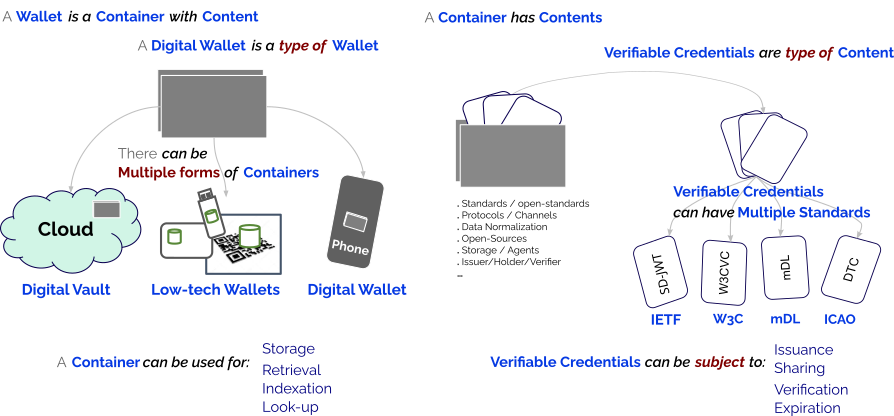 A Wallet is a Container with Content
A Digital Wallet is a type of Wallet
There can be
Multiple forms of Containers
Cloud
Phone
Digital Vault
Low-tech Wallets
Digital Wallet
A Container can be used for:
Storage
Retrieval
Indexation
Look-up
A Container has Contents
Verifiable Credentials are type of Content
. Standards / open-standards
. Protocols / Channels
. Data Normalization
. Open-Sources
. Storage / Agents
. Issuer/Holder/Verifier
...
Verifiable Credentials
can have Multiple Standards
SD-JWT
W3CVC
mDL
DTC
IETF
W3C
mDL
ICAO
Verifiable Credentials can be subject to:
Issuance
Sharing
Verification
Expiration